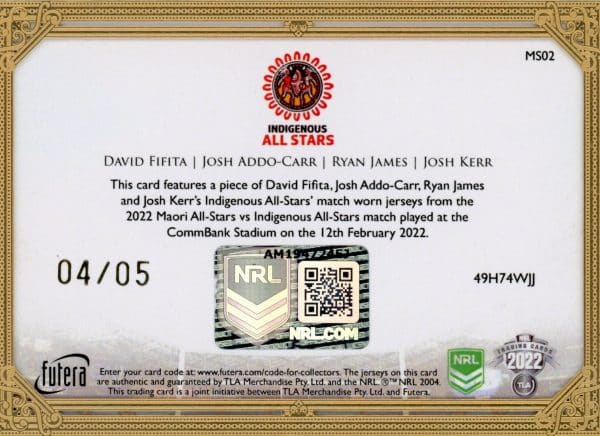 MS02
INDIGENOUS
ALL STARS
DAVID FIFITA | JOSH ADDO-CARR | RYAN JAMES | JOSH KERR
This card features a piece of David Fifita, Josh Addo-Carr, Ryan James
and Josh Kerr's Indigenous All-Stars' match worn jerseys from the
2022 Maori All-Stars vs Indigenous All-Stars match played at the
CommBank Stadium on the 12th February 2022.
04/05
NRL
NRL.COM
49H74WJJ
futera
Enter your card code at: www.futera.com/code-for-collectors. The jerseys on this card
are authentic and guaranteed by TLA Merchandise Pty. Ltd. and the NRL. ®™ NRL 2004.
This trading card is a joint initiative between TLA Merchandise Pty Ltd. and Futera.
NRL
NRL
TRADING CARDS
2022
TLA